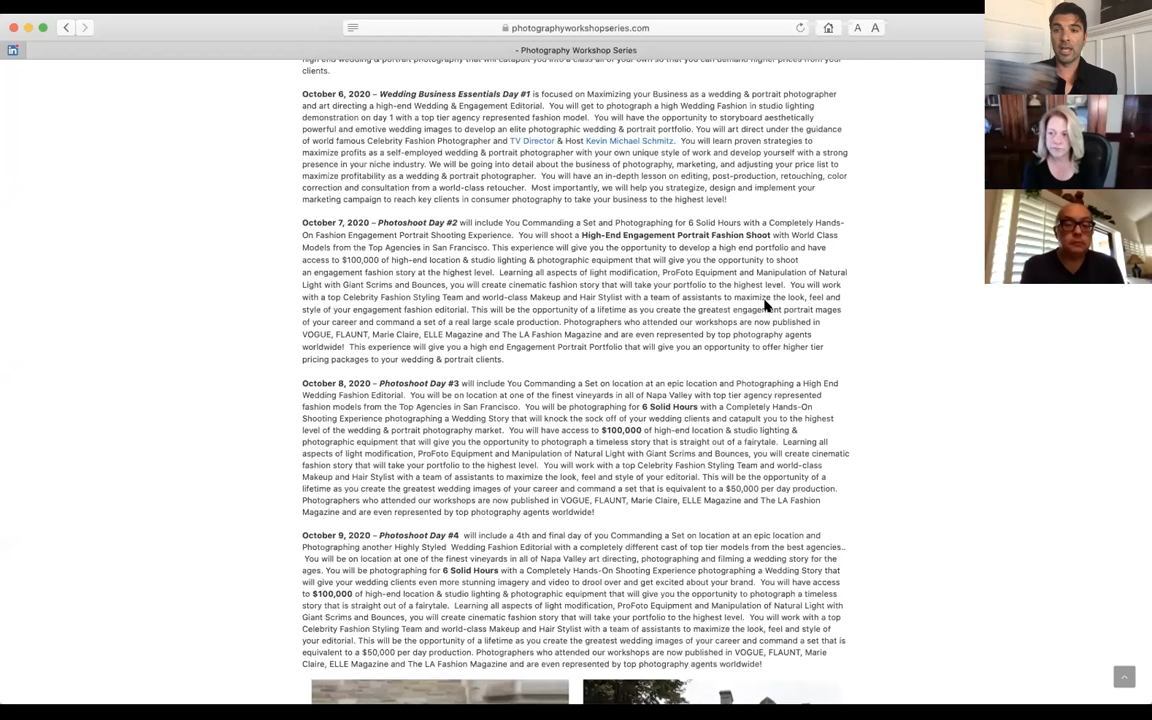 photographyworkshopseries.com
A A
in
- Photography Workshop Series
high end wedding & portrait photography that will catapult you into a class all of your own so that you can demand higher prices from your
clients.
October 6, 2020 – Wedding Business Essentials Day #1 is focused on Maximizing your Business as a wedding & portrait photographer
and art directing a high-end Wedding & Engagement Editorial.  You will get to photograph a high Wedding Fashion in studio lighting
demonstration on day 1 with a top tier agency represented fashion model.  You will have the opportunity to storyboard aesthetically
powerful and emotive wedding images to develop an elite photographic wedding & portrait portfolio. You will art direct under the guidance
of world famous Celebrity Fashion Photographer and TV Director & Host Kevin Michael Schmitz.  You will learn proven strategies to
maximize profits as a self-employed wedding & portrait photographer with your own unique style of work and develop yourself with a strong
presence in your niche industry. We will be going into detail about the business of photography, marketing, and adjusting your price list to
maximize profitability as a wedding & portrait photographer.  You will have an in-depth lesson on editing, post-production, retouching, color
correction and consultation from a world-class retoucher.  Most importantly, we will help you strategize, design and implement your
marketing campaign to reach key clients in consumer photography to take your business to the highest level!
October 7, 2020 – Photoshoot Day #2 will include You Commanding a Set and Photographing for 6 Solid Hours with a Completely Hands-
On Fashion Engagement Portrait Shooting Experience.  You will shoot a High-End Engagement Portrait Fashion Shoot with World Class
Models from the Top Agencies in San Francisco. This experience will give you the opportunity to develop a high end portfolio and have
access to $100,000 of high-end location & studio lighting & photographic equipment that will give you the opportunity to shoot
an engagement fashion story at the highest level.  Learning all aspects of light modification, ProFoto Equipment and Manipulation of Natural
Light with Giant Scrims and Bounces, you will create cinematic fashion story that will take your portfolio to the highest level.  You will work
with a top Celebrity Fashion Styling Team and world-class Makeup and Hair Stylist with a team of assistants to maximize the look, feel and
style of your engagement fashion editorial. This will be the opportunity of a lifetime as you create the greatest engagement portrait mages
of your career and command a set of a real large scale production.  Photographers who attended our workshops are now published in
VOGUE, FLAUNT, Marie Claire, ELLE Magazine and The LA Fashion Magazine and are even represented by top photography agents
worldwide!  This experience will give you a high end Engagement Portrait Portfolio that will give you an opportunity to offer higher tier
pricing packages to your wedding & portrait clients.
October 8, 2020 – Photoshoot Day #3 will include You Commanding a Set on location at an epic location and Photographing a High End
Wedding Fashion Editorial.  You will be on location at one of the finest vineyards in all of Napa Valley with top tier agency represented
fashion models from the Top Agencies in San Francisco.  You will be photographing for 6 Solid Hours with a Completely Hands-On
Shooting Experience photographing a Wedding Story that will knock the sock off of your wedding clients and catapult you to the highest
level of the wedding & portrait photography market.  You will have access to $100,000 of high-end location & studio lighting &
photographic equipment that will give you the opportunity to photograph a timeless story that is straight out of a fairytale.  Learning all
aspects of light modification, ProFoto Equipment and Manipulation of Natural Light with Giant Scrims and Bounces, you will create cinematic
fashion story that will take your portfolio to the highest level.  You will work with a top Celebrity Fashion Styling Team and world-class
Makeup and Hair Stylist with a team of assistants to maximize the look, feel and style of your editorial. This will be the opportunity of a
lifetime as you create the greatest wedding images of your career and command a set that is equivalent to a $50,000 per day production.
Photographers who attended our workshops are now published in VOGUE, FLAUNT, Marie Claire, ELLE Magazine and The LA Fashion
Magazine and are even represented by top photography agents worldwide!
October 9, 2020 – Photoshoot Day #4  will include a 4th and final day of you Commanding a Set on location at an epic location and
Photographing another Highly Styled  Wedding Fashion Editorial with a completely different cast of top tier models from the best agencies..
You will be on location at one of the finest vineyards in all of Napa Valley art directing, photographing and filming a wedding story for the
ages. You will be photographing for 6 Solid Hours with a Completely Hands-On Shooting Experience photographing a Wedding Story that
will give your wedding clients even more stunning imagery and video to drool over and get excited about your brand.  You will have access
to $100,000 of high-end location & studio lighting & photographic equipment that will give you the opportunity to photograph a timeless
story that is straight out of a fairytale.  Learning all aspects of light modification, ProFoto Equipment and Manipulation of Natural Light with
Giant Scrims and Bounces, you will create cinematic fashion story that will take your portfolio to the highest level.  You will work with a top
Celebrity Fashion Styling Team and world-class Makeup and Hair Stylist with a team of assistants to maximize the look, feel and style of
your editorial. This will be the opportunity of a lifetime as you create the greatest wedding images of your career and command a set that is
equivalent to a $50,000 per day production.  Photographers who attended our workshops are now published in VOGUE, FLAUNT, Marie
Claire, ELLE Magazine and The LA Fashion Magazine and are even represented by top photography agents worldwide!